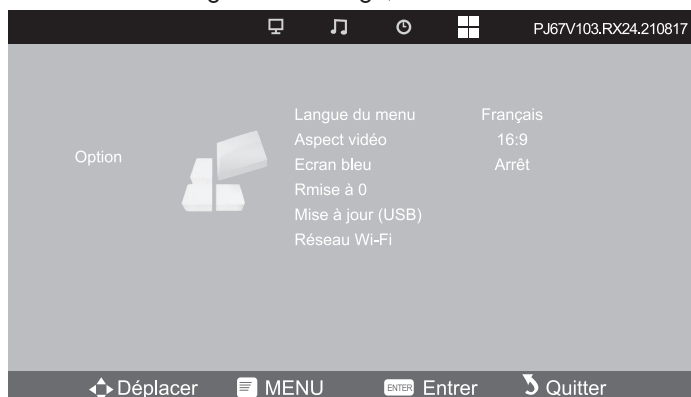 PJ67V103.RX24.210817
Langue du menu Français
Aspect vidéo 16:9
Option
Ecran bleu Arrêt
Rmise à 0
Mise à jour (USB)
Réseau Wi-Fi
Déplacer MENU ENTER Entrer Quitter